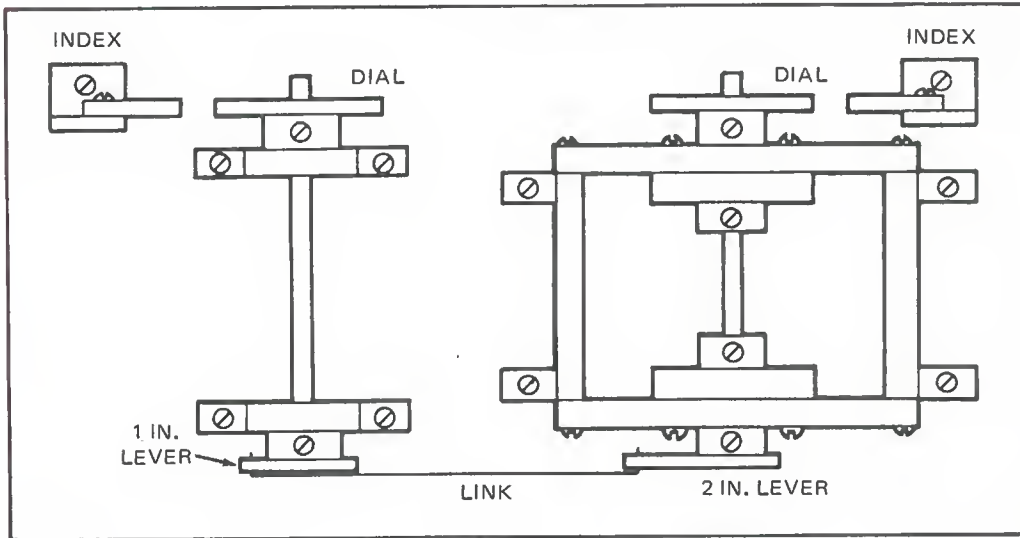 INDEX
INDEX
DIAL
DIAL
1 IN.
LEVER
LINK
2 IN. LEVER